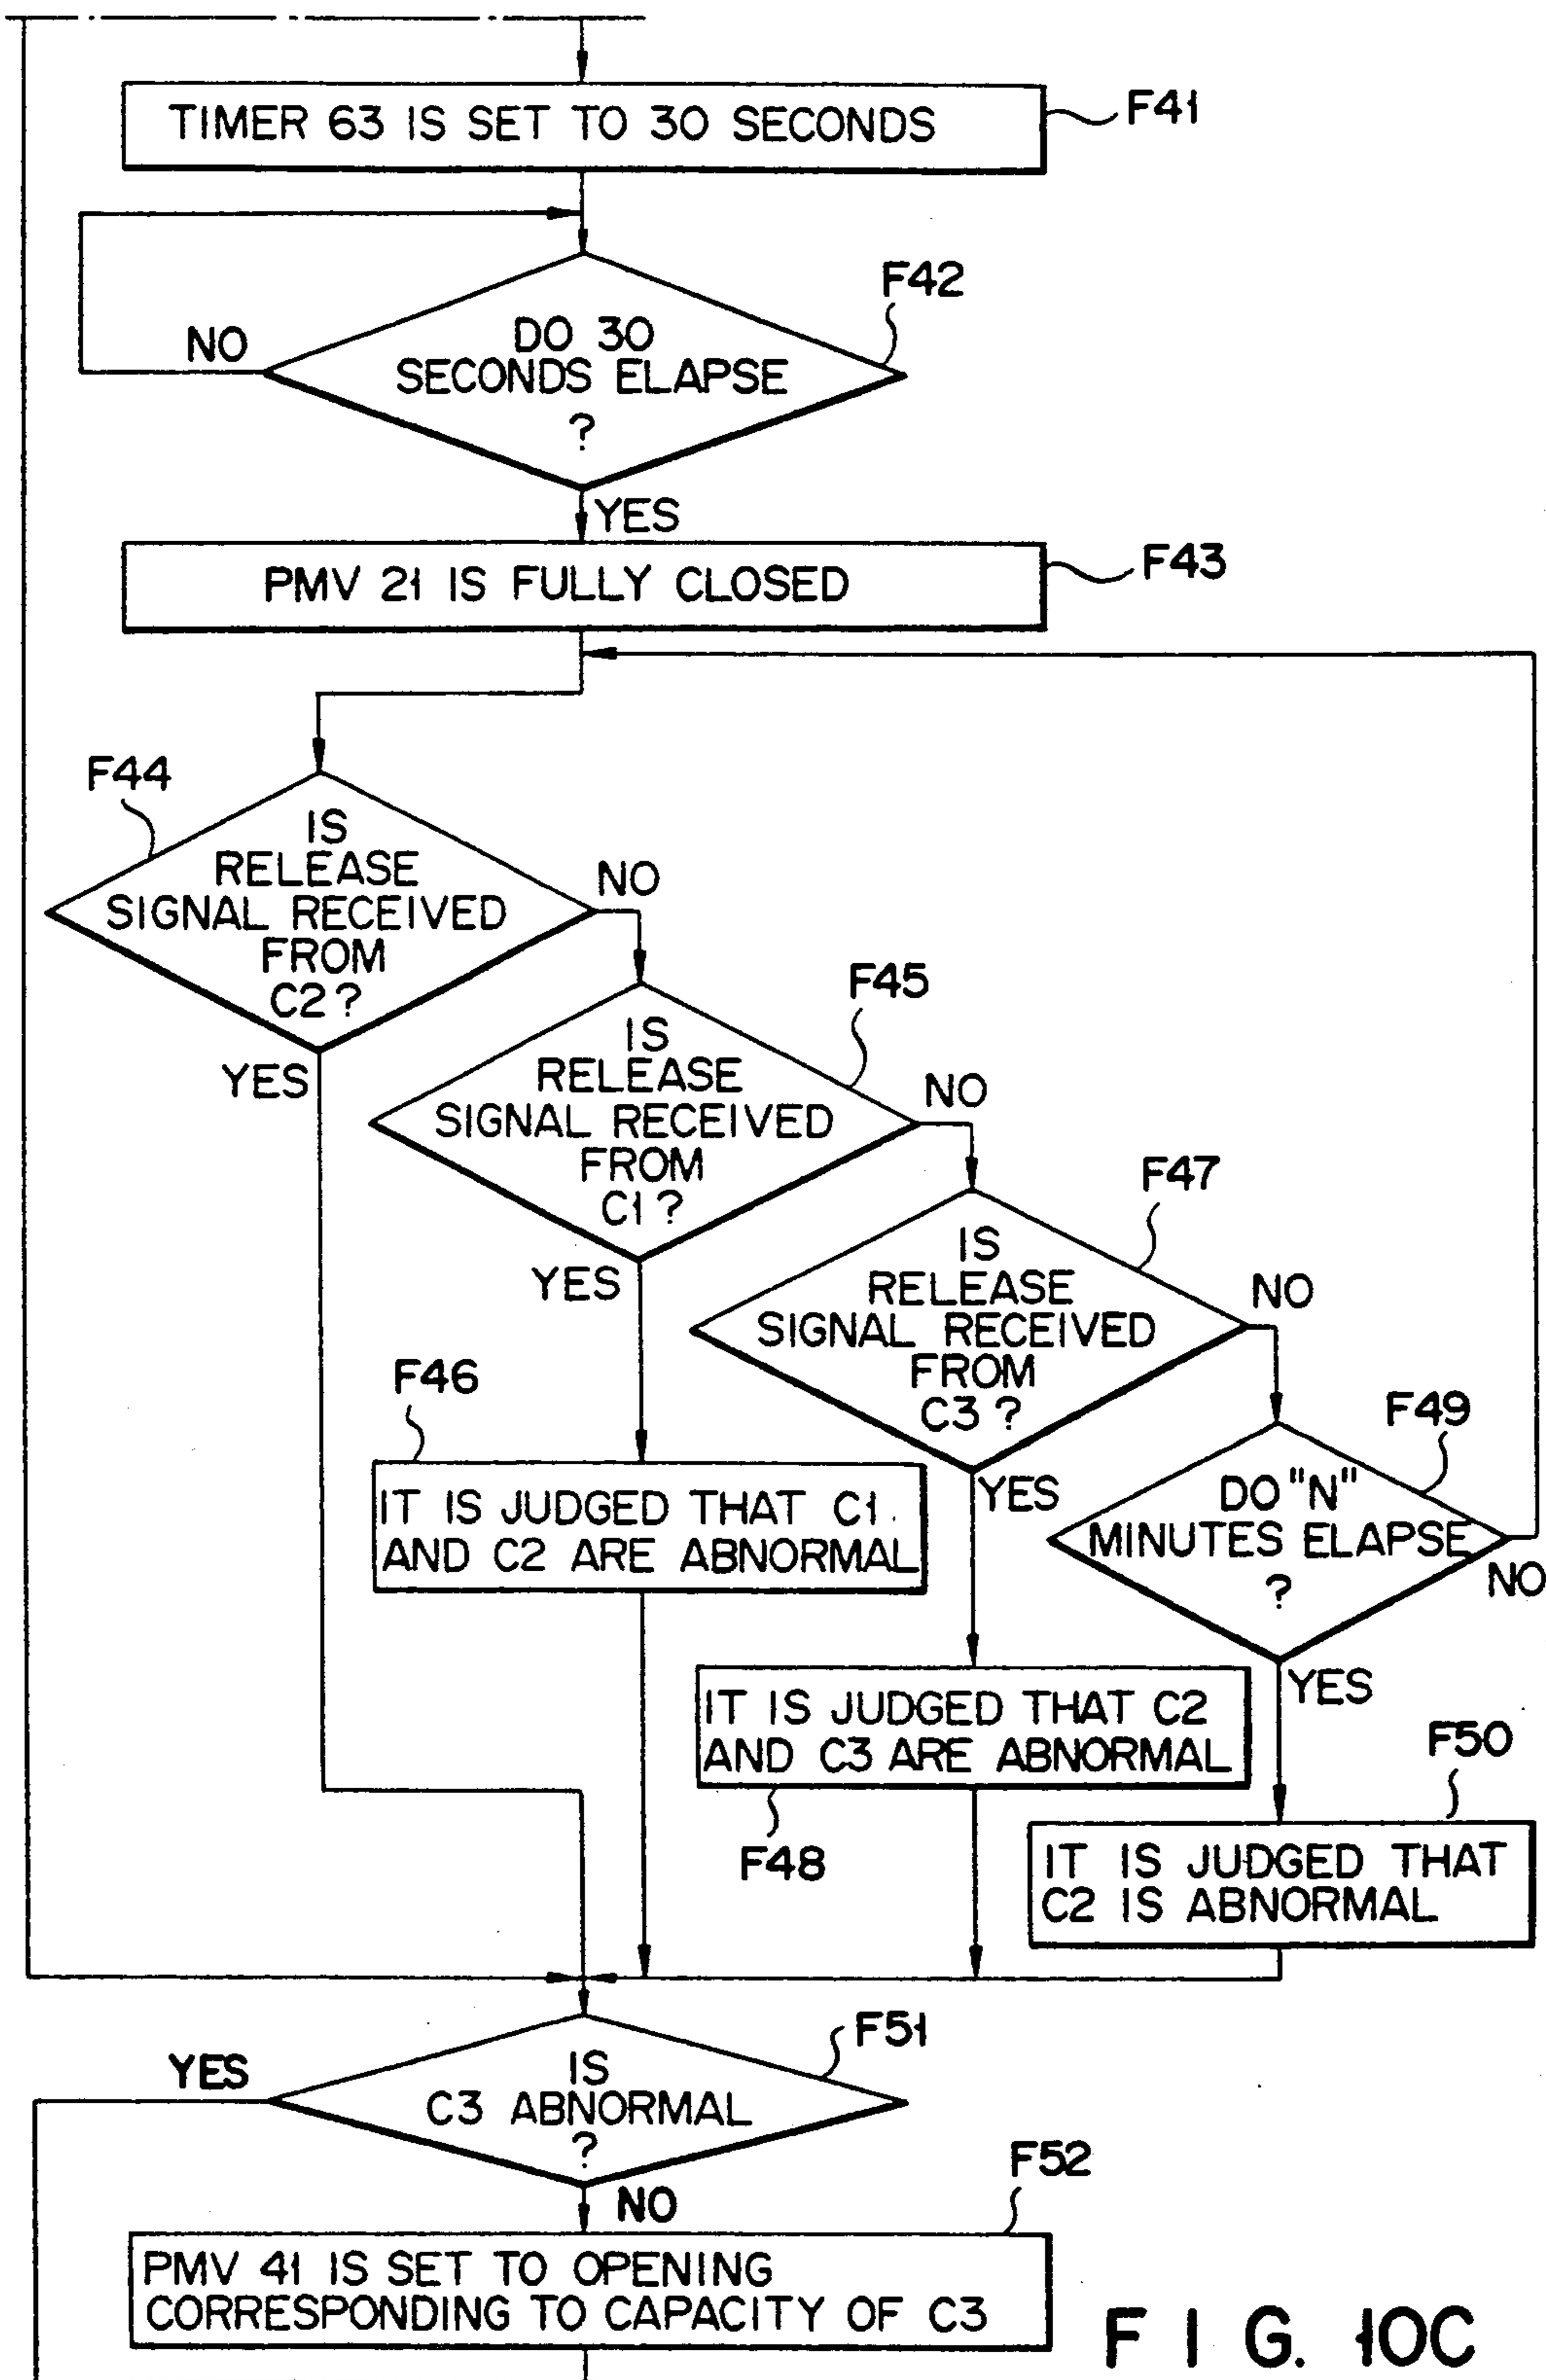 TIMER 63 IS SET TO 30 SECONDS
F41
F42
DO 30
SECONDS ELAPSE
?
NO
YES
PMV 21 IS FULLY CLOSED
F43
F44
IS
RELEASE
SIGNAL RECEIVED
FROM
C2?
NO
YES
F45
IS
RELEASE
SIGNAL RECEIVED
FROM
C1?
NO
YES
F47
IS
RELEASE
SIGNAL RECEIVED
FROM
C3?
NO
YES
F46
IT IS JUDGED THAT C1
AND C2 ARE ABNORMAL
F49
DO "N"
MINUTES ELAPSE
?
NO
YES
IT IS JUDGED THAT C2
AND C3 ARE ABNORMAL
F48
F50
IT IS JUDGED THAT
C2 IS ABNORMAL
F51
IS
C3 ABNORMAL
?
YES
NO
F52
PMV 41 IS SET TO OPENING
CORRESPONDING TO CAPACITY OF C3
FIG. 10C